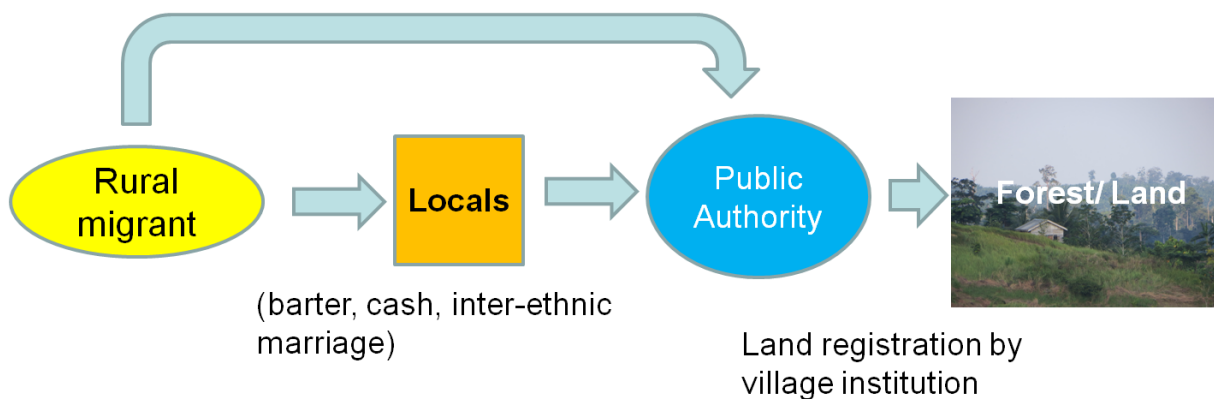 Rural
migrant
Locals
Public
Authority
Forest/ Land
(barter, cash, inter-ethnic
marriage)
Land registration by
village institution